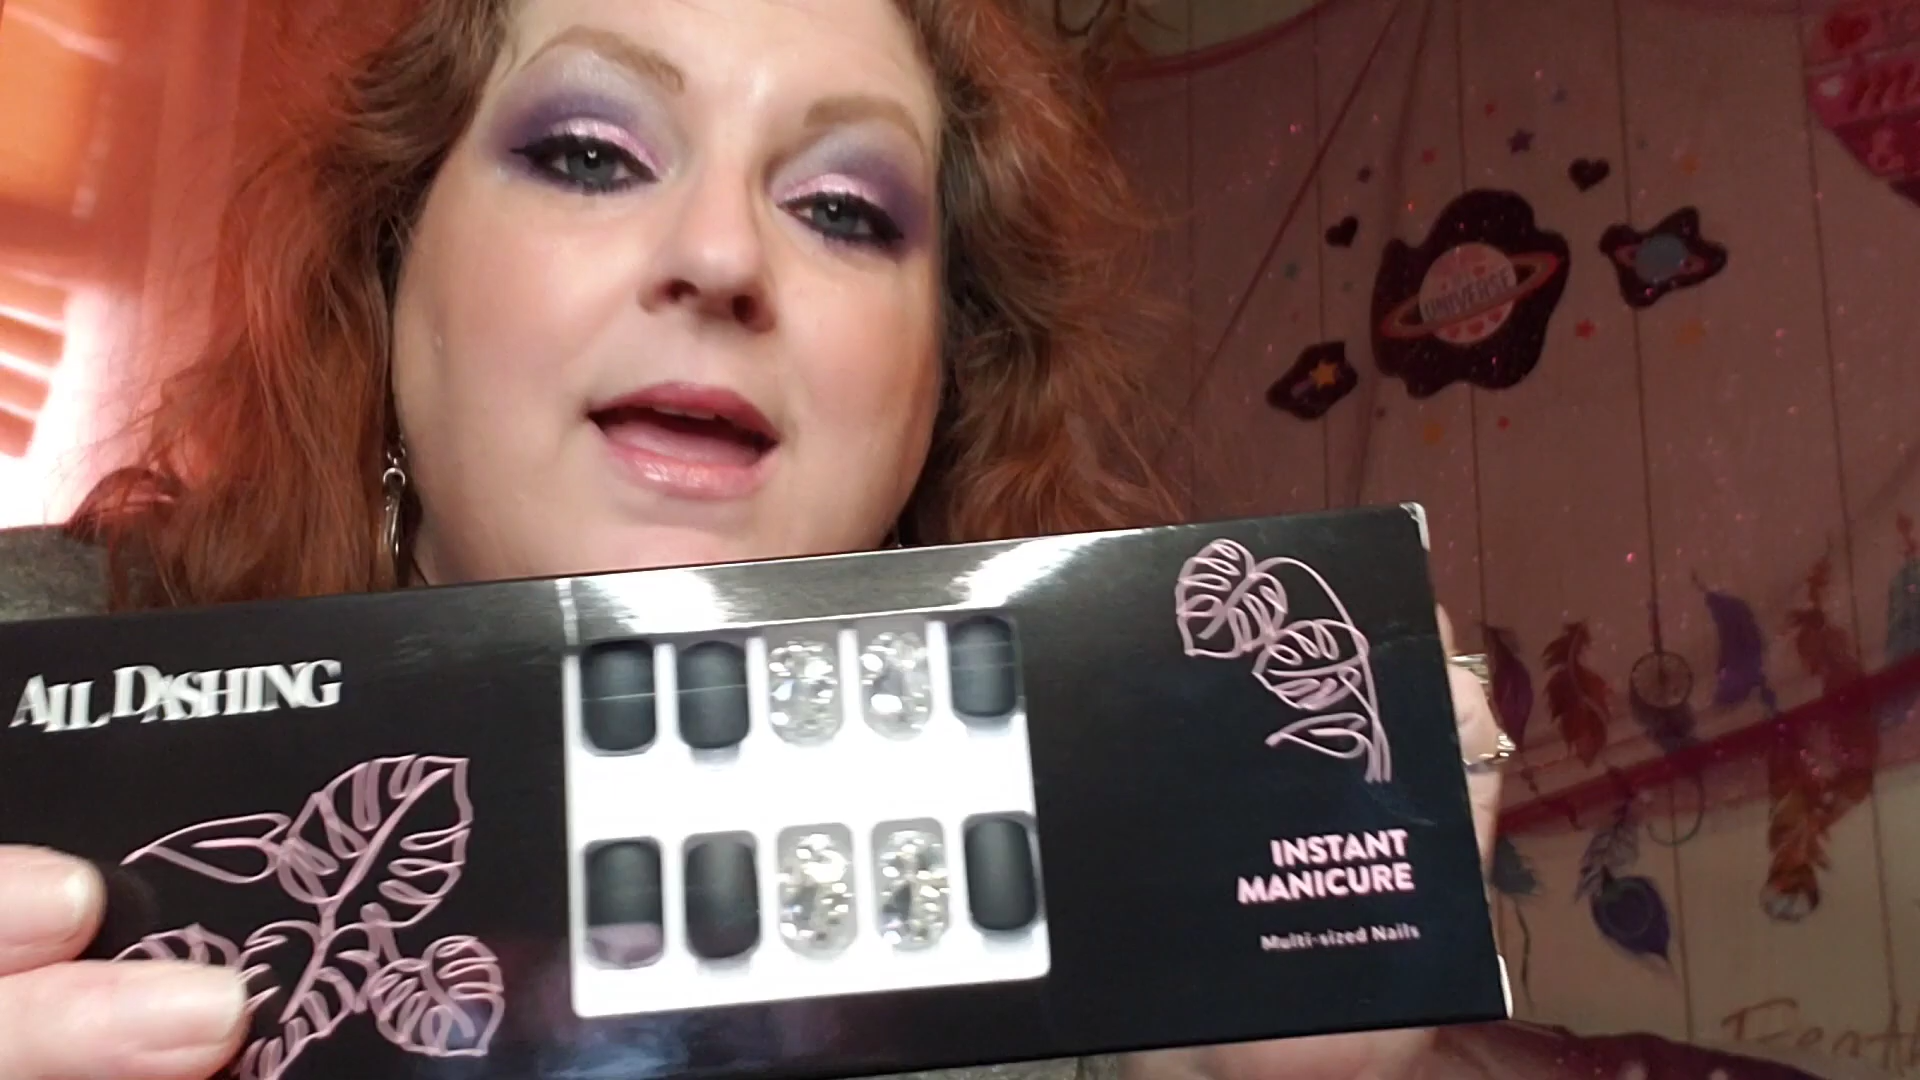 UNIVERSE
ALL DASHING
INSTANT
MANICURE
Multi-sized Nails